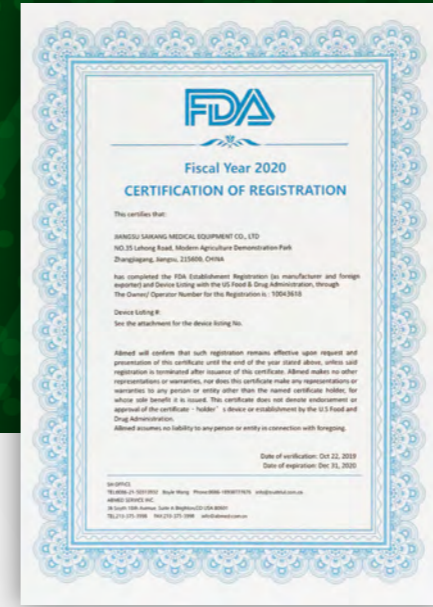 FDA
Fiscal Year 2020
CERTIFICATION OF REGISTRATION
This certifies that:
JIANGSU SAIKANG MEDICAL EQUIPMENT CO., LTD
NO.35 Lehong Road, Modern Agriculture Demonstration Park
Zhangjiagang, Jiangsu, 215600, CHINA
has completed the FDA Establishment Registration (as manufacturer and foreign
exporter) and Device Listing with the US Food & Drug Administration, through
The Owner/ Operator Number for this Registration is : 10043610
Device Listing #:
See the attachment for the device listing No.
Abmed will confirm that such registration remains effective upon request and
presentation of this certificate until the end of the year stated above, unless said
registration is terminated after issuance of this certificate. Abmed makes no other
representations or warranties, nor does this certificate make any representations or
warranties to any person or entity other than the named certificate holder, for
whose sole benefit it is issued. This certificate does not denote endorsement or
approval of the certificate - holder' s device or establishment by the U.S Food and
Drug Administration.
Abmed assumes no liability to any person or entity in connection with foregoing.
Date of verification: Oct 22, 2019
Date of expiration: Dec 31, 2020
SH OFFICE
Wang
ABMED SERVICE INC.